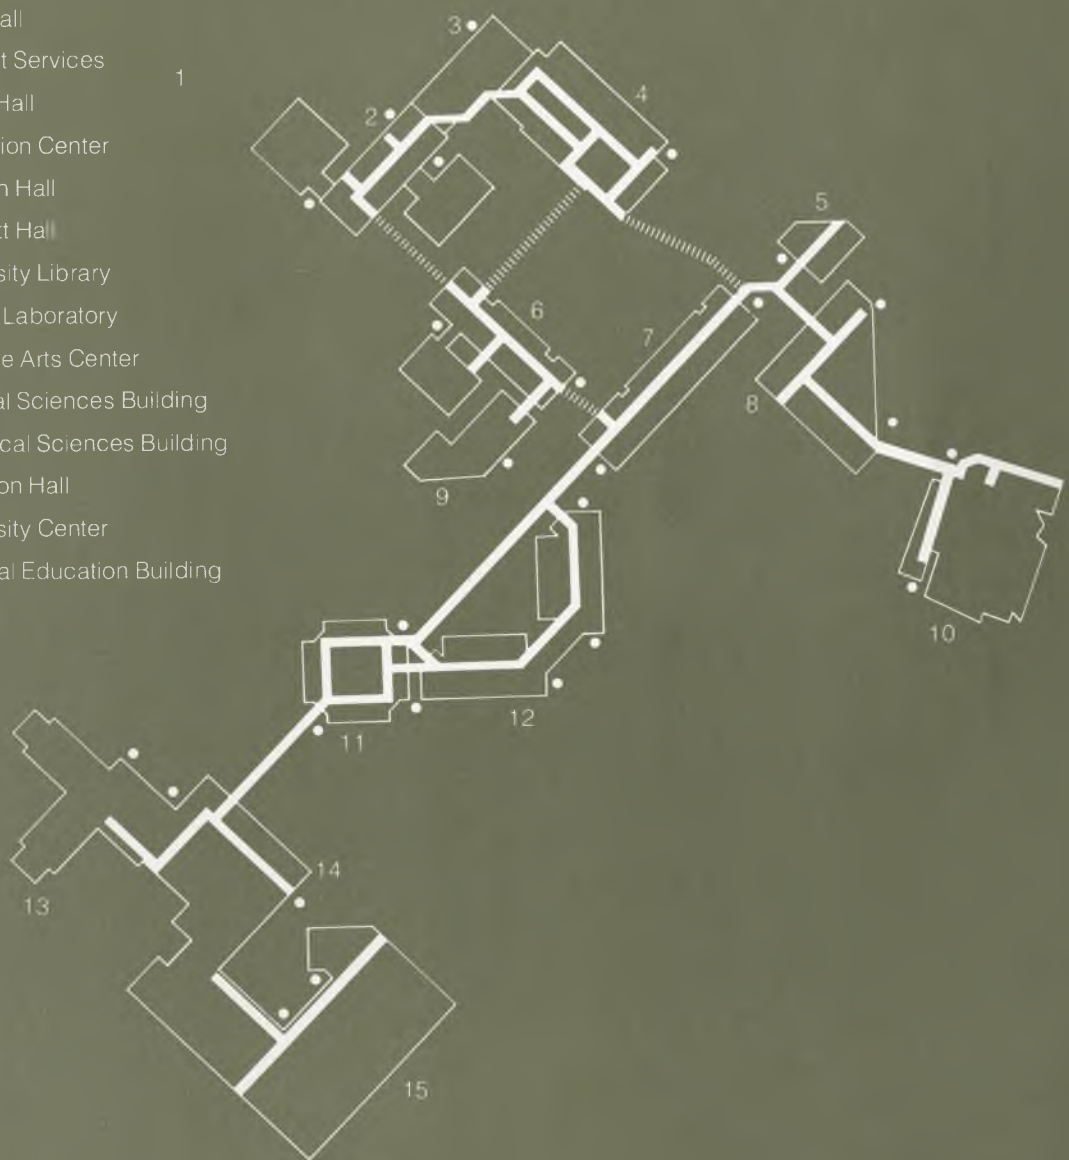 all
t Services
Hall
ion Center
n Hall
tt Hall
sity Library
Laboratory
e Arts Center
al Sciences Building
cal Sciences Building
on Hall
sity Center
al Education Building
1
3
2
4
5
6
7
8
9
10
11
12
13
14
15